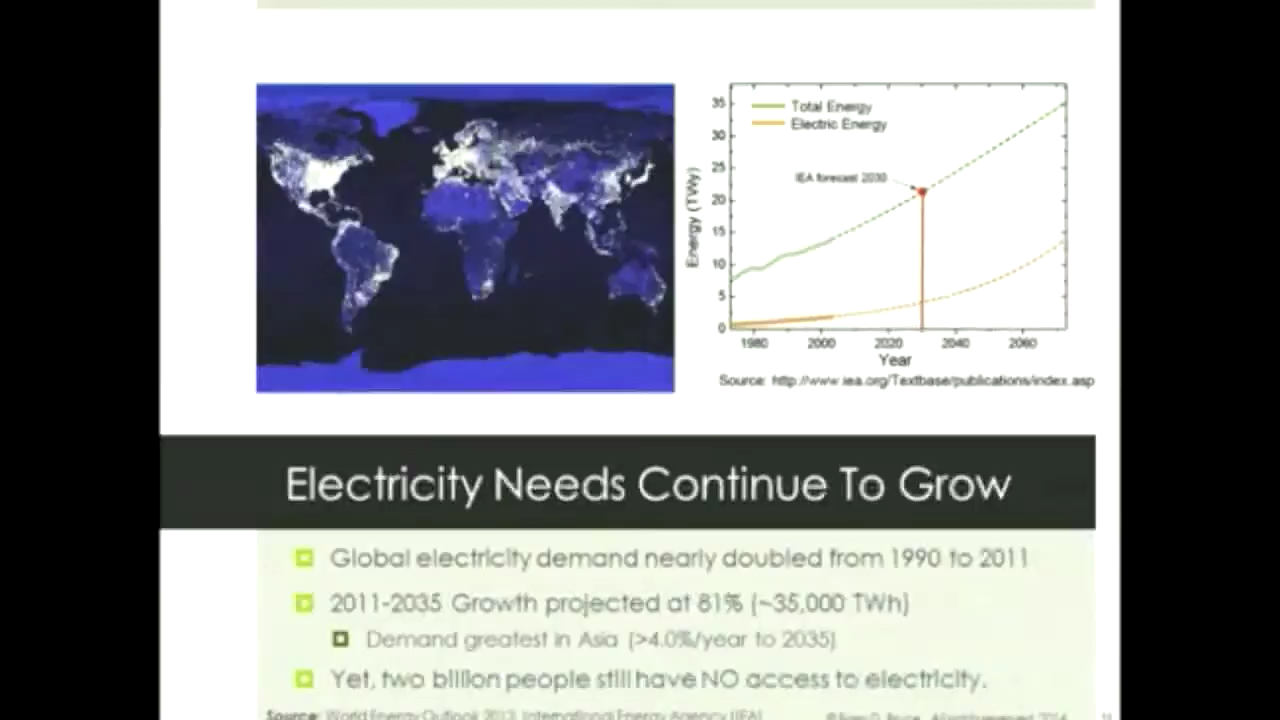 Total Energy
Electric Energy
IEA forecast 2030
35
30
25
20
15
10
5
0
Energy (TWy)
1980 2000 2020 2040 2060
Year
Source: http://www.iea.org/Textbase/publications/index.asp
Electricity Needs Continue To Grow
Global electricity demand nearly doubled from 1990 to 2011
2011-2035 Growth projected at 81% (~35,000 TWh)
Demand greatest in Asia (>4.0%/year to 2035)
Yet, two billion people still have NO access to electricity.
Source: World Energy Outlook 2013, International Energy Agency (IEA)